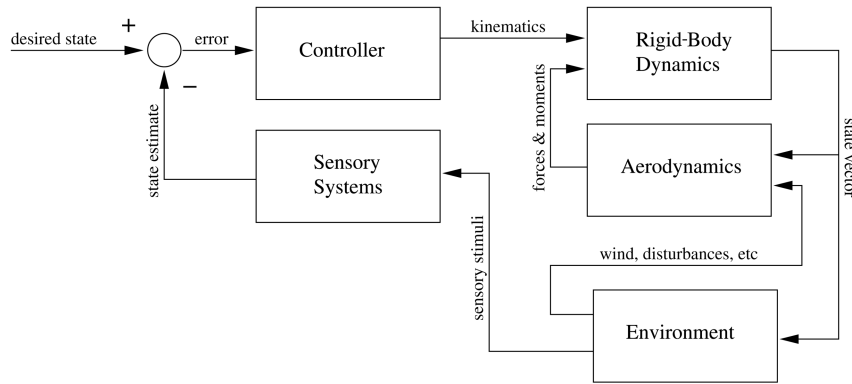 +
desired state
error
−
Controller
kinematics
Rigid-Body
Dynamics
state estimate
Sensory
Systems
forces & moments
Aerodynamics
state vector
sensory stimuli
wind, disturbances, etc
Environment